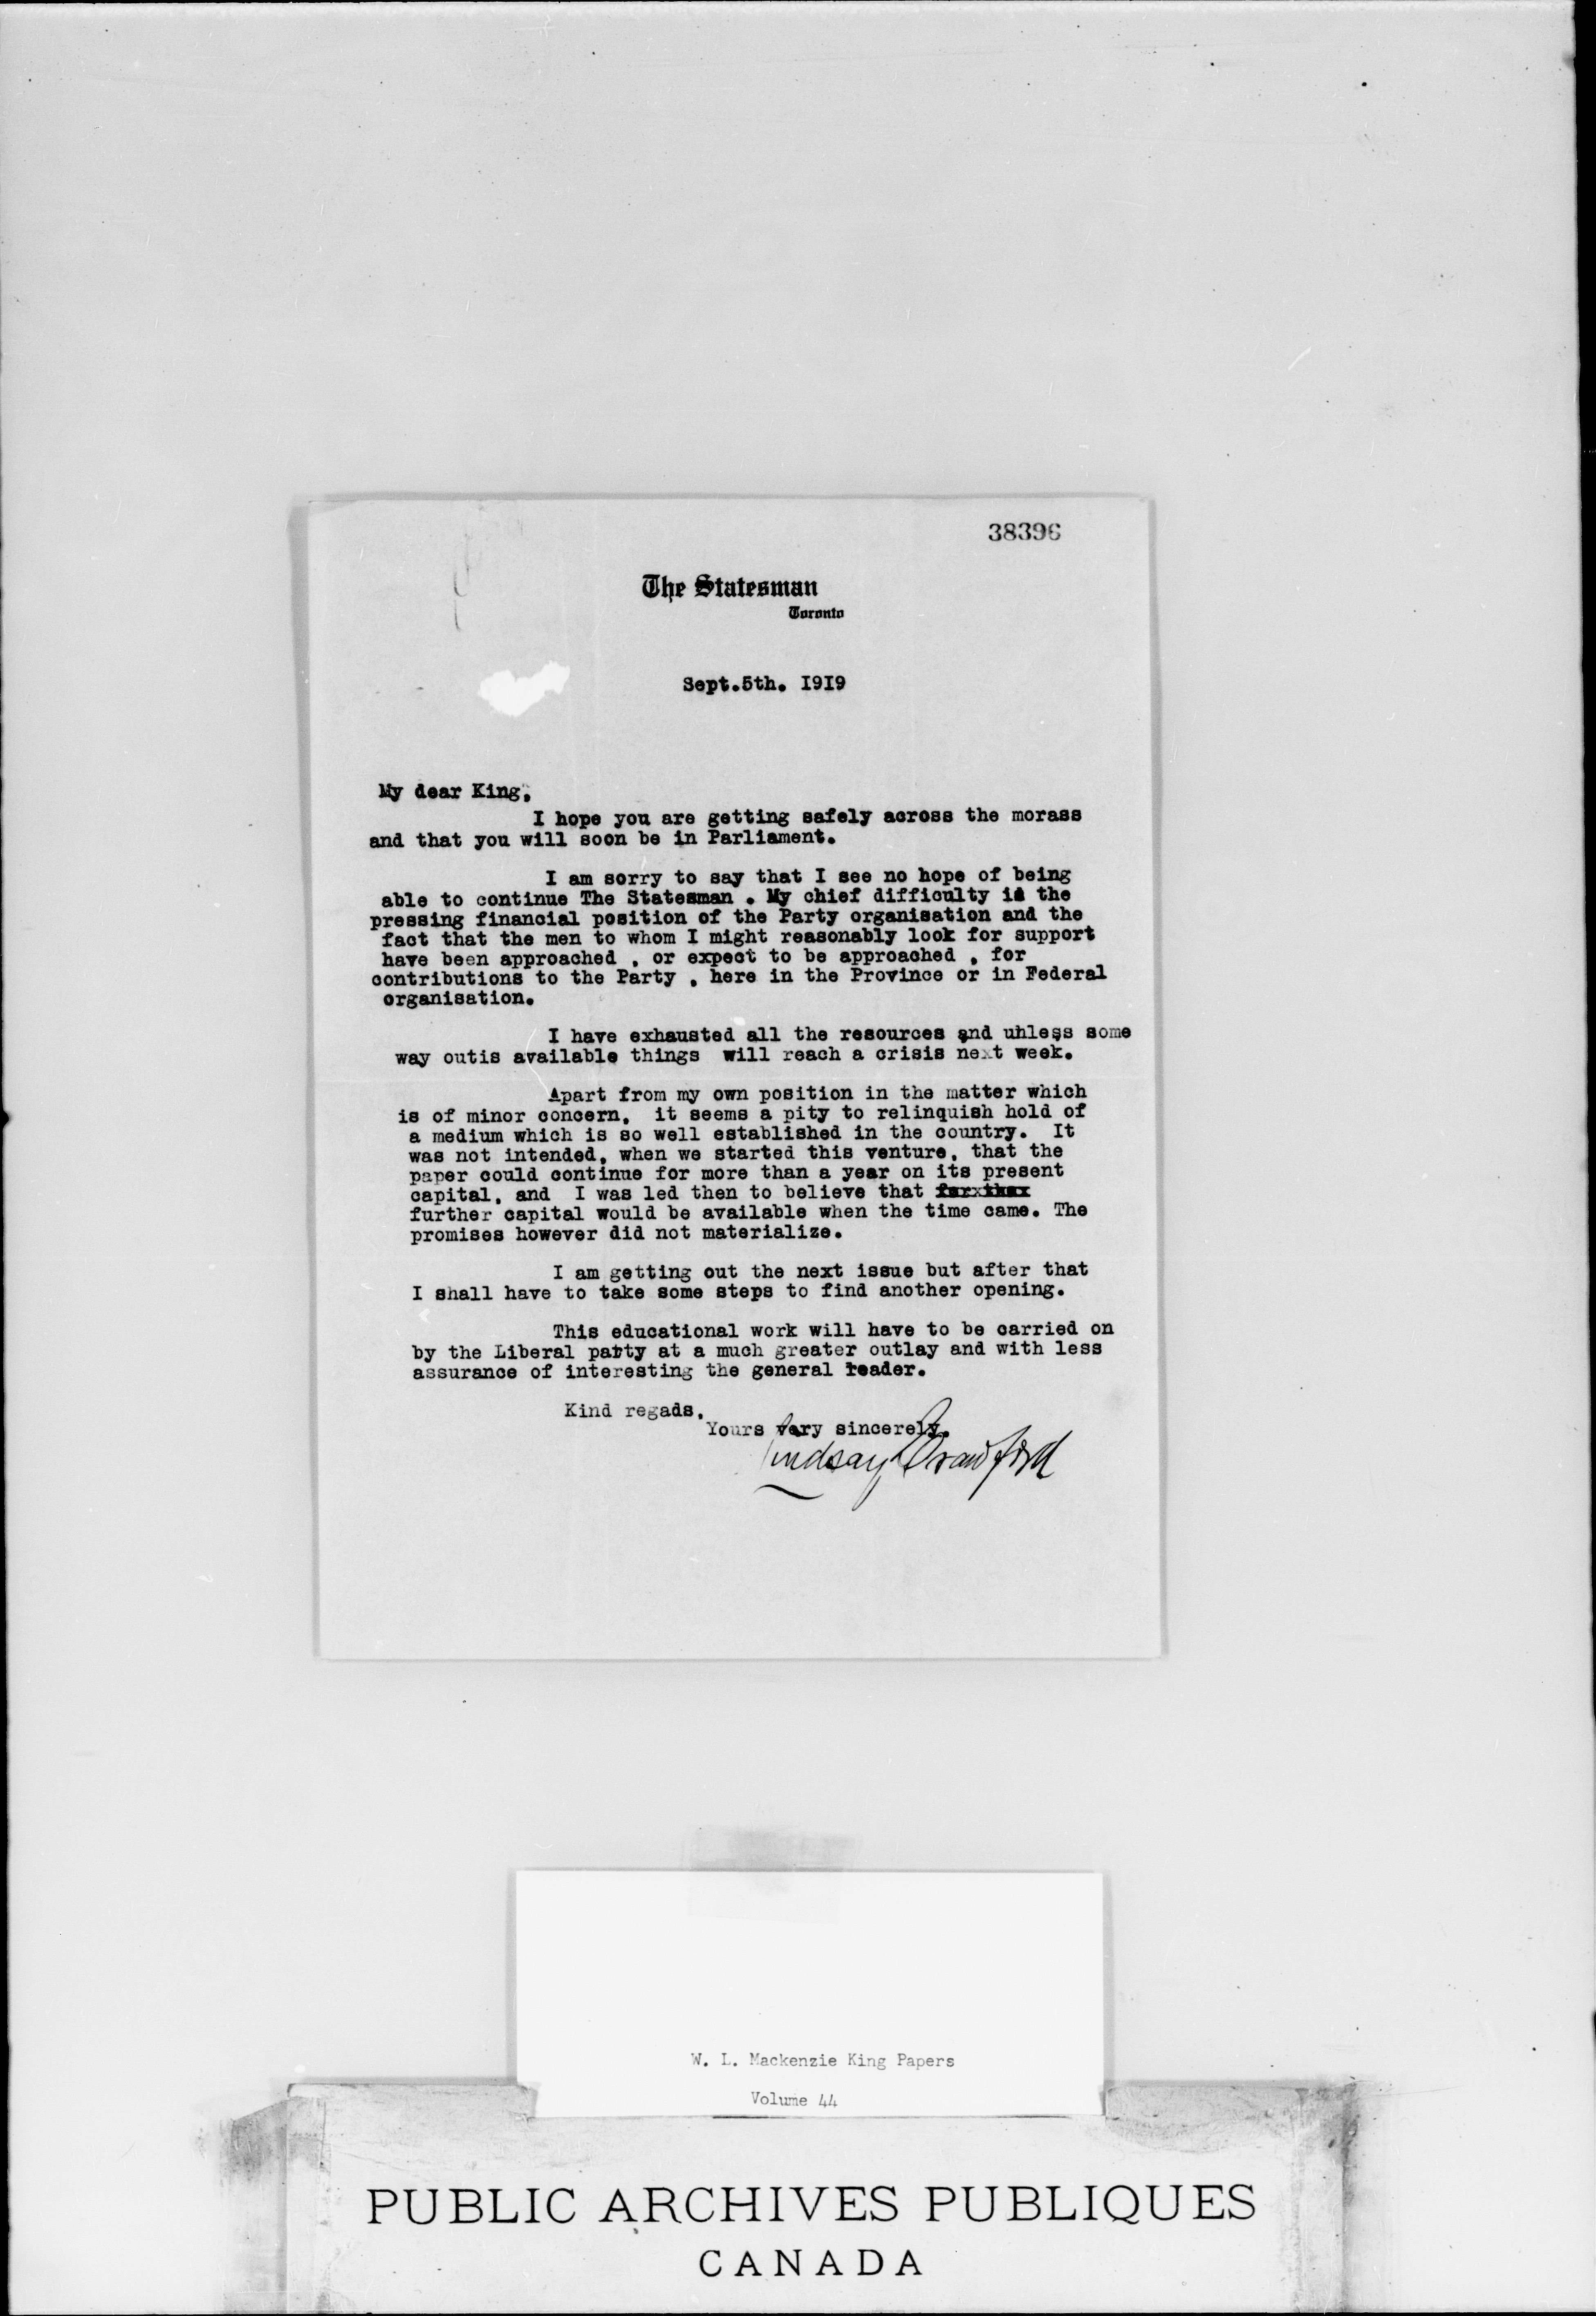 38396
The Statesman
Toronto
Sept.5th. I9I9
My dear King,
I hope you are getting safely across the morass
and that you will soon be in Parliament.
I am sorry to say that I see no hope of being
able to continue The Statesman . My chief difficulty is the
pressing financial position of the Party organisation and the
fact that the men to whom I might reasonably look for support
have been approached , or expect to be approached , for
contributions to the Party , here in the Province or in Federal
organisation.
I have exhausted all the resources and uhless some
way outis available things will reach a crisis next week.
Apart from my own position in the matter which
is of minor concern, it seems a pity to relinquish hold of
a medium which is so well established in the country. It
was not intended, when we started this venture, that the
paper could continue for more than a year on its present
capital, and I was led then to believe that
further capital would be available when the time came. The
promises however did not materialize.
I am getting out the next issue but after that
I shall have to take some steps to find another opening.
This educational work will have to be carried on
by the Liberal patty at a much greater outlay and with less
assurance of interesting the general reader.
Kind regads,
Yours very sincerely.
Lindsay Crawford
W. L. Mackenzie King Papers
Volume 44
PUBLIC ARCHIVES PUBLIQUES
CANADA